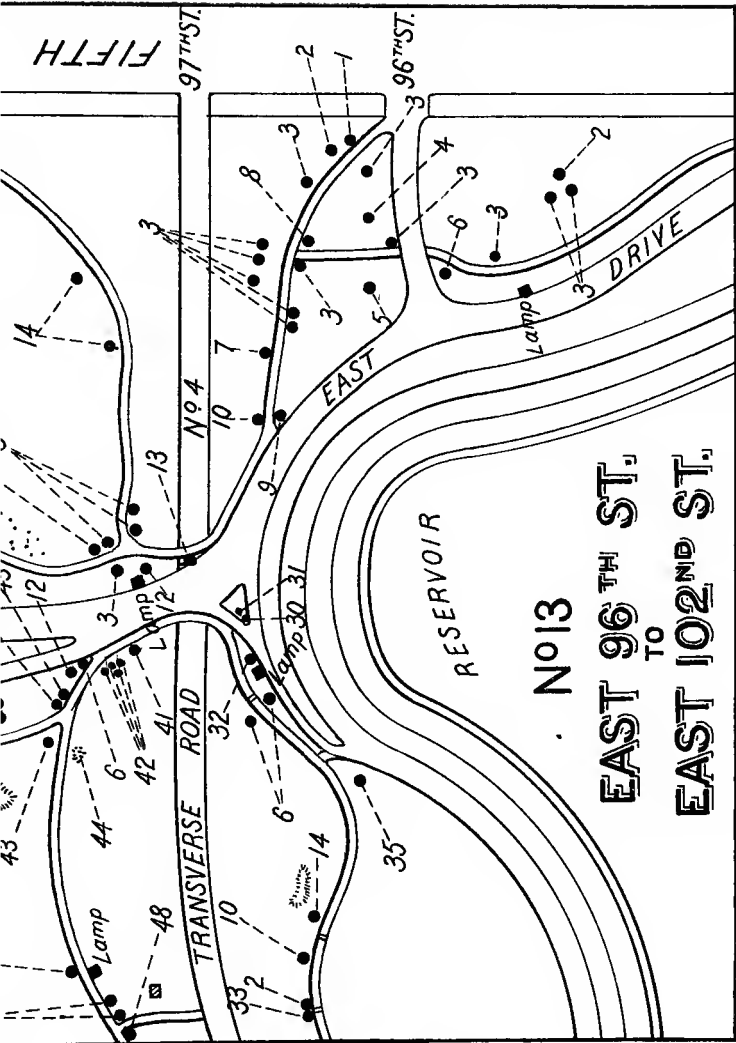 FIFTH
97TH ST.
96TH ST.
2
1
3
3
8
4
3
2
3
6
3
3
3
5
7
DRIVE
Lamp
EAST
14
No 4
10
9
13
3
12
Lamp
12
31
30
Lamp
32
41
42
6
44
43
6
ROAD
TRANSVERSE
RESERVOIR
No 13
EAST 96TH ST.
TO
EAST 102ND ST.
35
14
10
2
33
48
Lamp